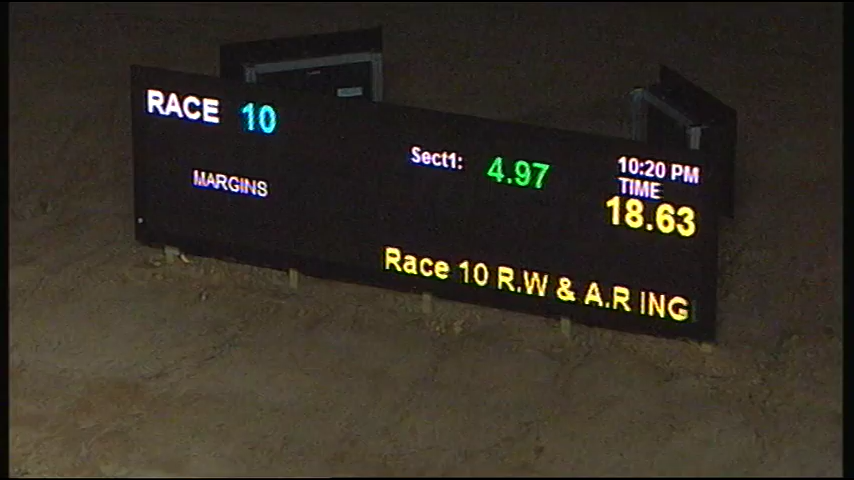 RACE 10
Sect1: 4.97
10:20 PM
MARGINS
TIME
18.63
Race 10 R.W & A.R ING